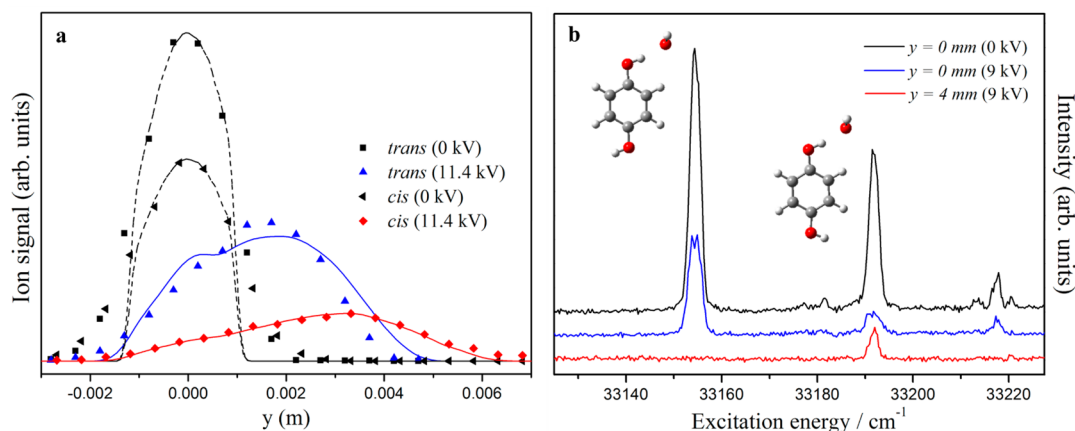 a
Ion signal (arb. units)
trans (0 kV)
trans (11.4 kV)
cis (0 kV)
cis (11.4 kV)
-0.002 0.000 0.002 0.004 0.006
y (m)
b
y = 0 mm (0 kV)
y = 0 mm (9 kV)
y = 4 mm (9 kV)
Intensity (arb. units)
33140 33160 33180 33200 33220
Excitation energy / cm-1